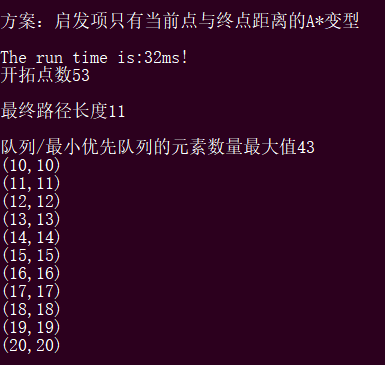 方案：启发项只有当前点与终点距离的A*变型
The run time is:32ms!
开拓点数53
最终路径长度11
队列/最小优先队列的元素数量最大值43
(10,10)
(11,11)
(12,12)
(13,13)
(14,14)
(15,15)
(16,16)
(17,17)
(18,18)
(19,19)
(20,20)